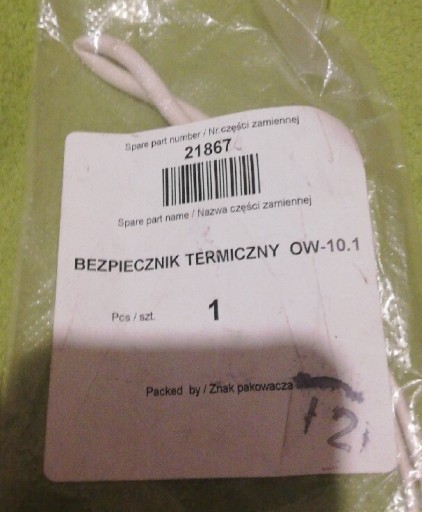 Spare part number / Nr.części zamiennej
21867
Spare part name / Nazwa części zamiennej
BEZPIECZNIK TERMICZNY OW-10.1
Pcs / szt. 1
Packed by / Znak pakowacza